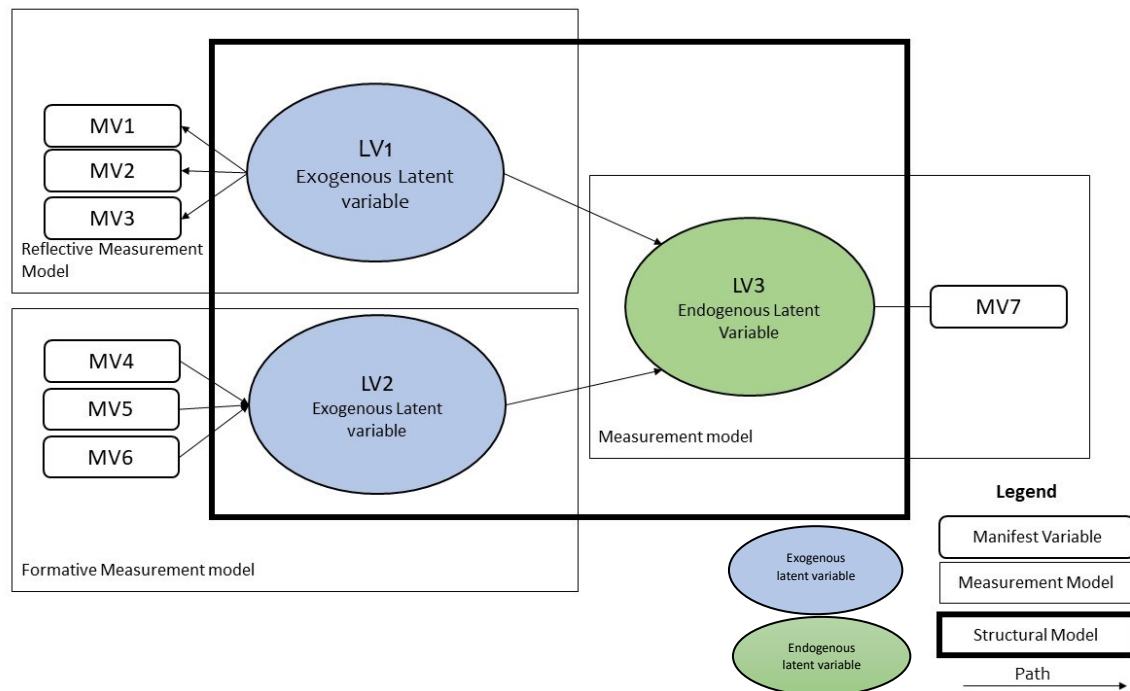 MV1
MV2
MV3
Reflective Measurement
Model
LV1
Exogenous Latent
variable
MV4
MV5
MV6
LV2
Exogenous Latent
variable
Formative Measurement model
LV3
Endogenous Latent
Variable
MV7
Measurement model
Legend
Manifest Variable
Measurement Model
Structural Model
Path
Exogenous
latent variable
Endogenous
latent variable